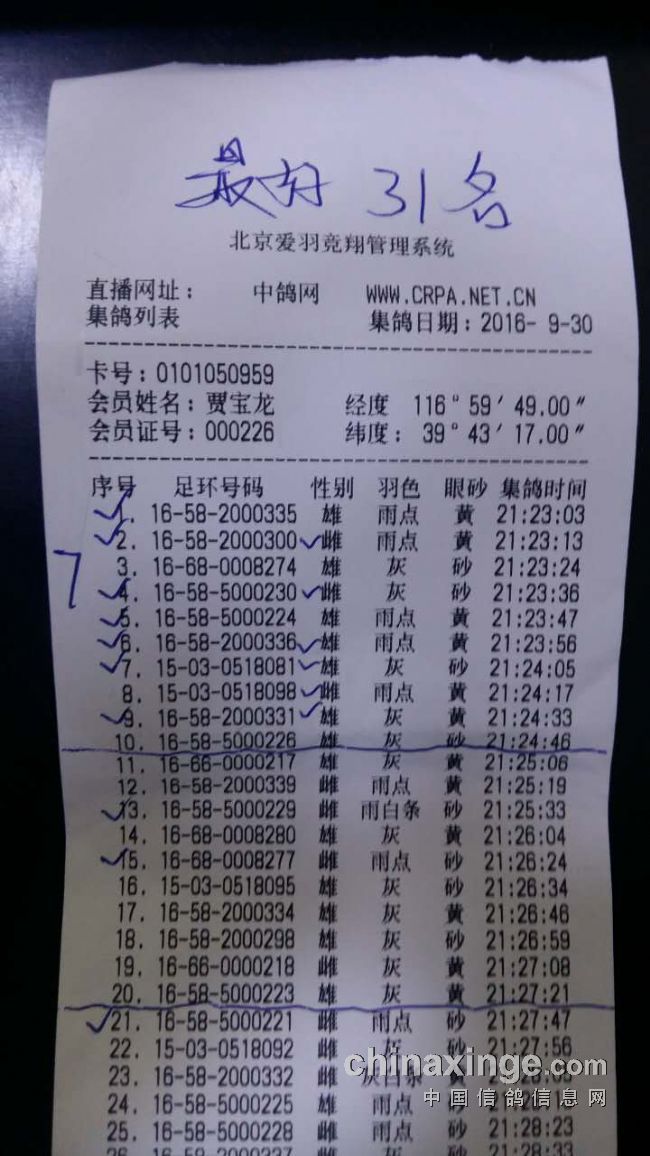 最好 31名
北京爱羽竞翔管理系统
直播网址： 中鸽网 WWW.CRPA.NET.CN
集鸽列表 集鸽日期：2016- 9-30
卡号：0101050959
会员姓名：贾宝龙 经度 116°59′49.00″
会员证号：000226 纬度： 39°43′17.00″
序号 足环号码 性别 羽色 眼砂 集鸽时间
1. 16-58-2000335 雄 雨点 黄 21:23:03
2. 16-58-2000300 雌 雨点 黄 21:23:13
7
3. 16-68-0008274 雄 灰 砂 21:23:24
4. 16-58-5000230 雌 灰 砂 21:23:36
5. 16-58-5000224 雄 雨点 黄 21:23:47
6. 16-58-2000336 雄 雨点 黄 21:23:56
7. 15-03-0518081 雄 灰 砂 21:24:05
8. 15-03-0518098 雌 雨点 黄 21:24:17
9. 16-58-2000331 雄 灰 黄 21:24:33
10. 16-58-5000226 雄 灰 砂 21:24:46
11. 16-66-0000217 雄 灰 黄 21:25:06
12. 16-58-2000339 雌 雨点 黄 21:25:19
13. 16-58-5000229 雌 雨白条 砂 21:25:33
14. 16-68-0008280 雄 灰 黄 21:26:04
15. 16-68-0008277 雌 雨点 砂 21:26:24
16. 15-03-0518095 雄 灰 砂 21:26:34
17. 16-58-2000334 雄 灰 黄 21:26:46
18. 16-58-2000298 雄 灰 砂 21:26:59
19. 16-66-0000218 雌 灰 黄 21:27:08
20. 16-58-5000223 雄 灰 黄 21:27:21
21. 16-58-5000221 雌 雨点 砂 21:27:47
22. 15-03-0518092 雌 灰 砂 21:27:56
23. 16-58-2000332 雌 灰白条 黄
24. 16-58-5000225 雄 雨点 砂
25. 16-58-5000228 雌 雨点 砂 21:28:23
chinaxinge.com
中国信鸽信息网